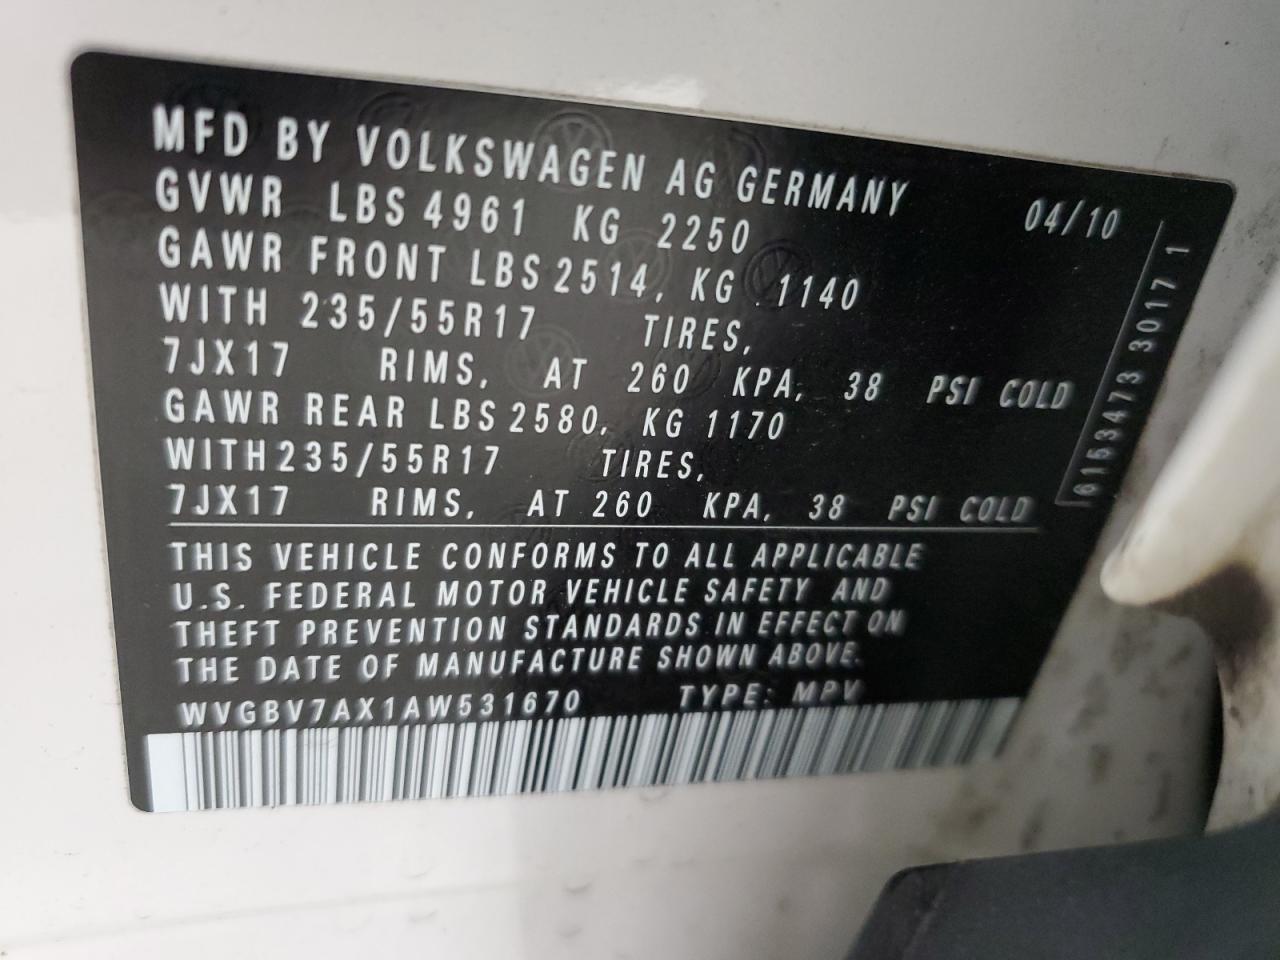 MFD BY VOLKSWAGEN AG GERMANY 04/10
GVWR LBS 4961 KG 2250
GAWR FRONT LBS 2514, KG 1140
WITH 235/55R17 TIRES,
7JX17 RIMS, AT 260 KPA, 38 PSI COLD
GAWR REAR LBS 2580, KG 1170
WITH 235/55R17 TIRES,
7JX17 RIMS, AT 260 KPA, 38 PSI COLD
THIS VEHICLE CONFORMS TO ALL APPLICABLE
U.S. FEDERAL MOTOR VEHICLE SAFETY AND
THEFT PREVENTION STANDARDS IN EFFECT ON
THE DATE OF MANUFACTURE SHOWN ABOVE.
WVGBV7AX1AW531670 TYPE: MPV
6153473 3017 1